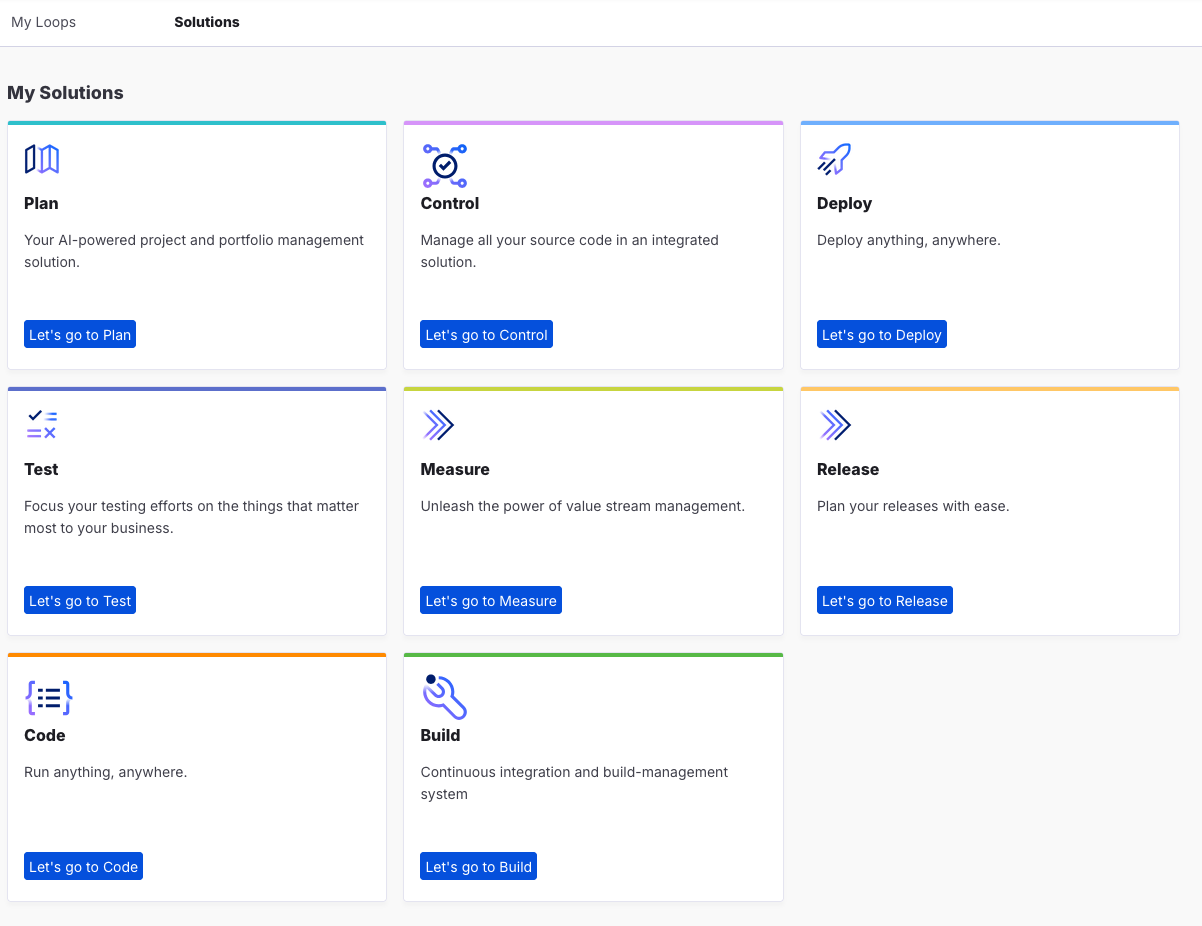 My Loops
Solutions
My Solutions
Plan
Your AI-powered project and portfolio management
solution.
Let's go to Plan
Control
Manage all your source code in an integrated
solution.
Let's go to Control
Deploy
Deploy anything, anywhere.
Let's go to Deploy
Test
Focus your testing efforts on the things that matter
most to your business.
Let's go to Test
Measure
Unleash the power of value stream management.
Let's go to Measure
Release
Plan your releases with ease.
Let's go to Release
Code
Run anything, anywhere.
Let's go to Code
Build
Continuous integration and build-management
system
Let's go to Build